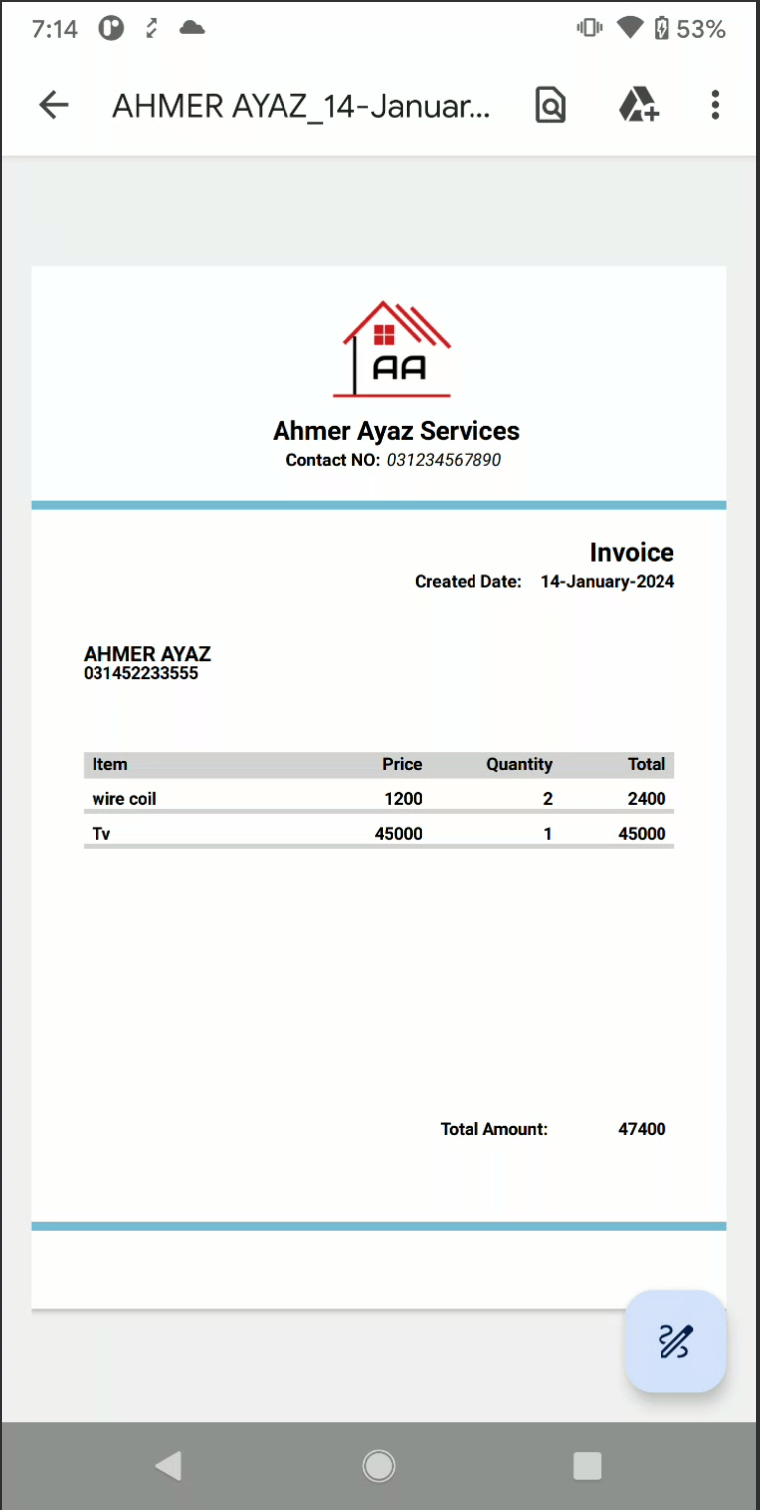 7:14 53%
AHMER AYAZ_14-Januar...
AA
Ahmer Ayaz Services
Contact NO: 031234567890
Invoice
Created Date: 14-January-2024
AHMER AYAZ
031452233555
Item Price Quantity Total
wire coil 1200 2 2400
Tv 45000 1 45000
Total Amount: 47400